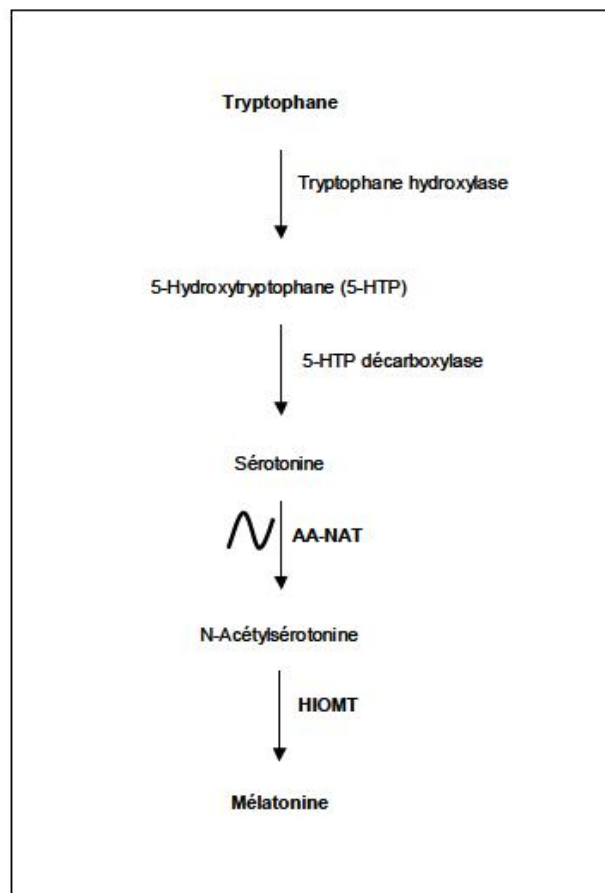 Tryptophane
Tryptophane hydroxylase
5-Hydroxytryptophane (5-HTP)
5-HTP décarboxylase
Sérotonine
AA-NAT
N-Acétylsérotonine
HIOMT
Mélatonine